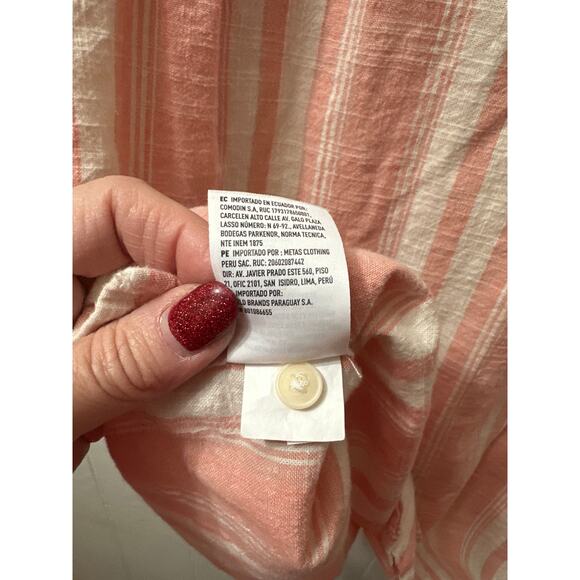 EC IMPORTADO EN ECUADOR POR:
COMODIN S.A, RUC 1792178650001,
CARCELEN ALTO CALLE AV. GALO PLAZA
LASSO NÚMERO: N 69-92., AVELLANEDA
BODEGAS PARKENOR, NORMA TECNICA,
NTE INEM 1875
PE IMPORTADO POR : METAS CLOTHING
PERU SAC. RUC: 20602087442
DIR: AV. JAVIER PRADO ESTE 560, PISO
21, OFIC 2101, SAN ISIDRO, LIMA, PERÚ
IMPORTADO POR:
BRANDS PARAGUAY S.A.
801086655